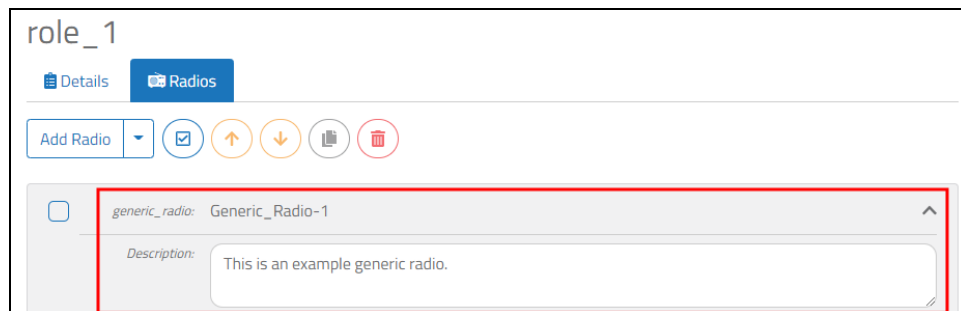 role_1
Details Radios
Add Radio
generic_radio: Generic_Radio-1
Description: This is an example generic radio.